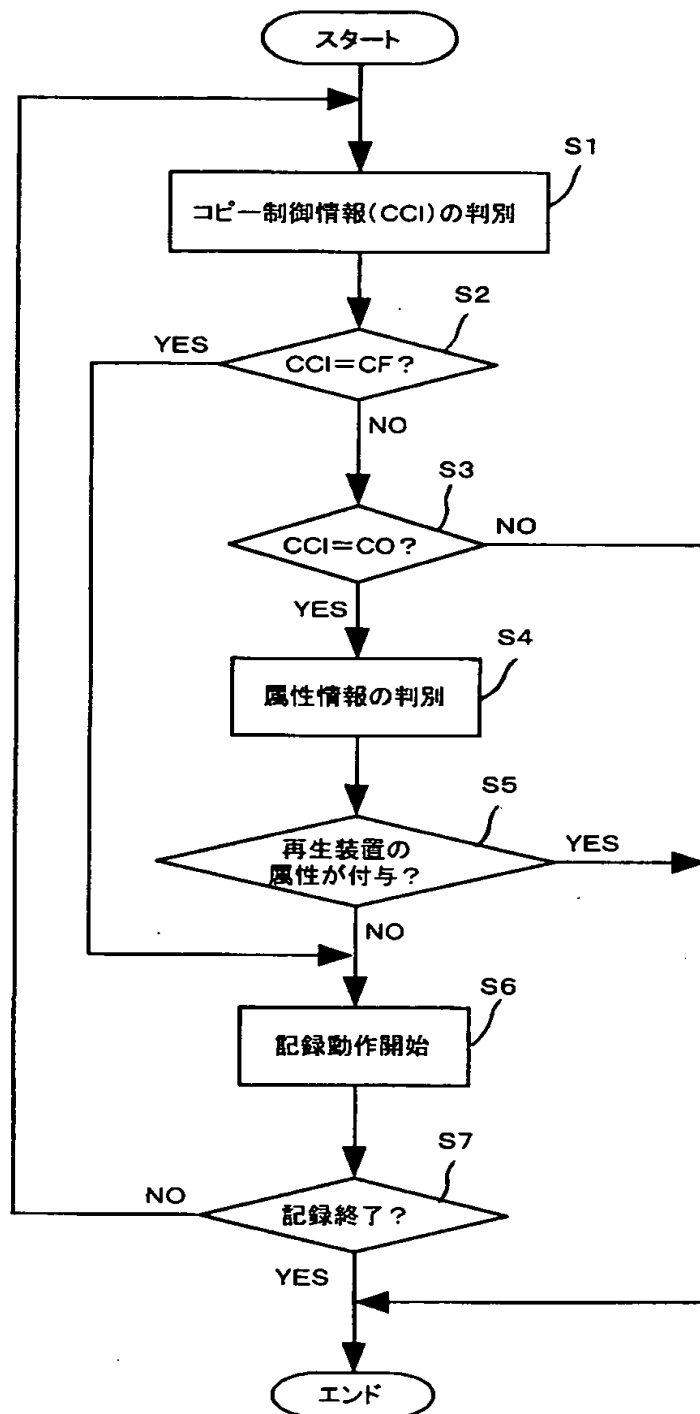 スタート
S1
コピー制御情報(CCI)の判別
S2
YES
CCI=CF?
NO
S3
CCI=CO?
NO
YES
S4
属性情報の判別
S5
再生装置の
属性が付与?
YES
NO
S6
記録動作開始
S7
NO
記録終了?
YES
エンド